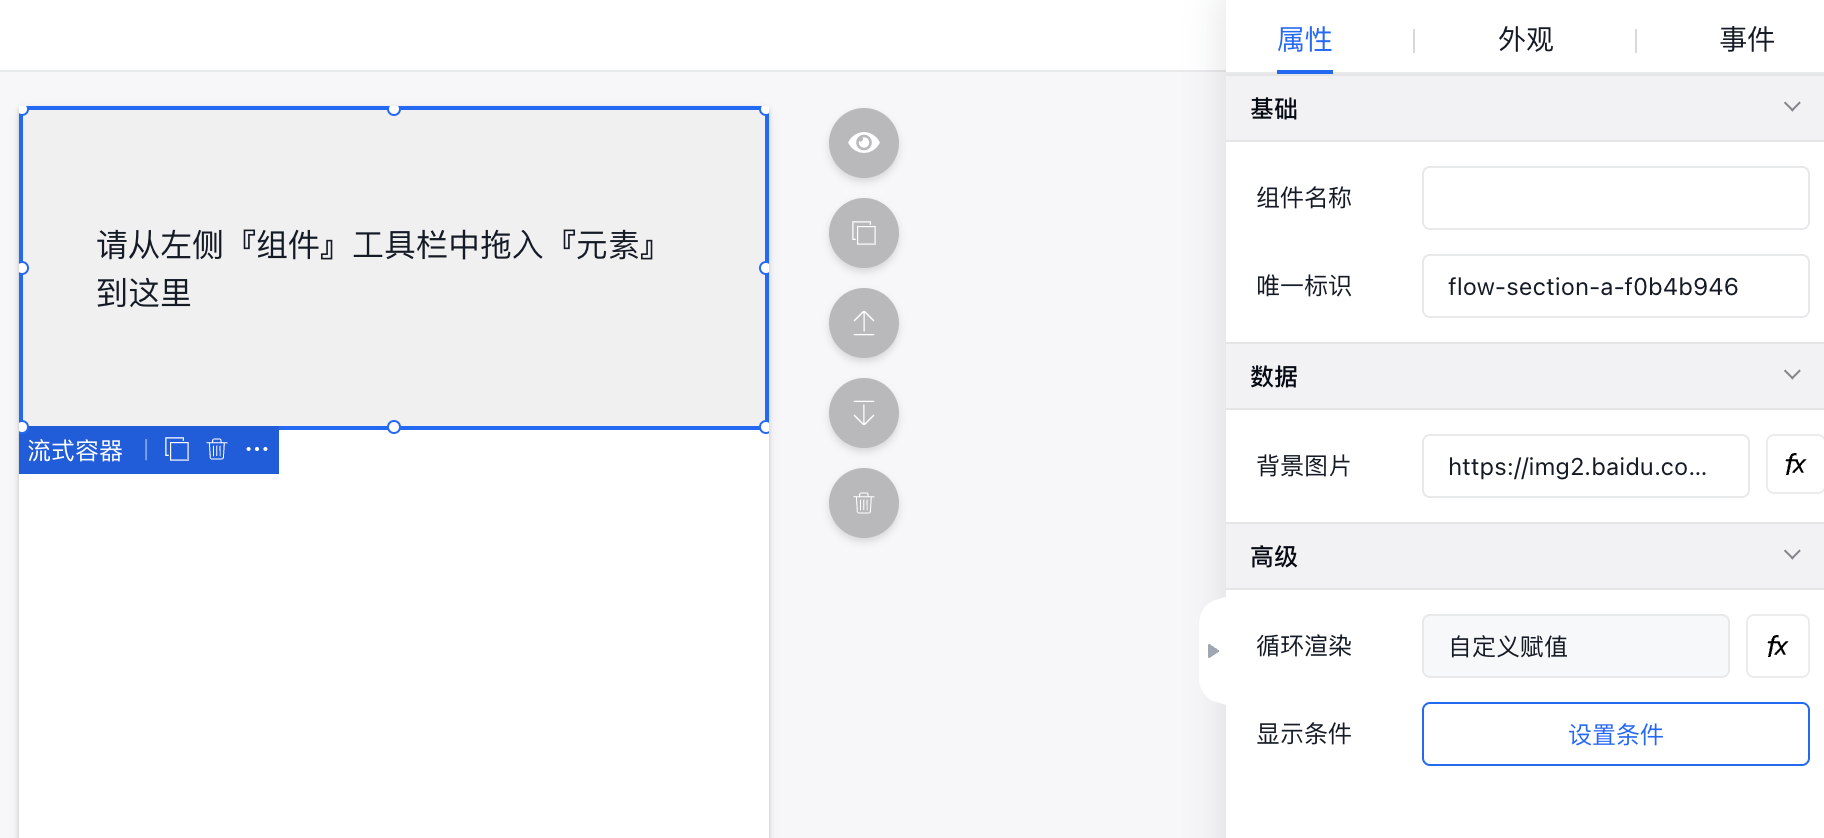 请从左侧『组件』工具栏中拖入『元素』
到这里
流式容器
属性
外观
事件
基础
组件名称
唯一标识
flow-section-a-f0b4b946
数据
背景图片
https://img2.baidu.co...
fx
高级
循环渲染
自定义赋值
fx
显示条件
设置条件